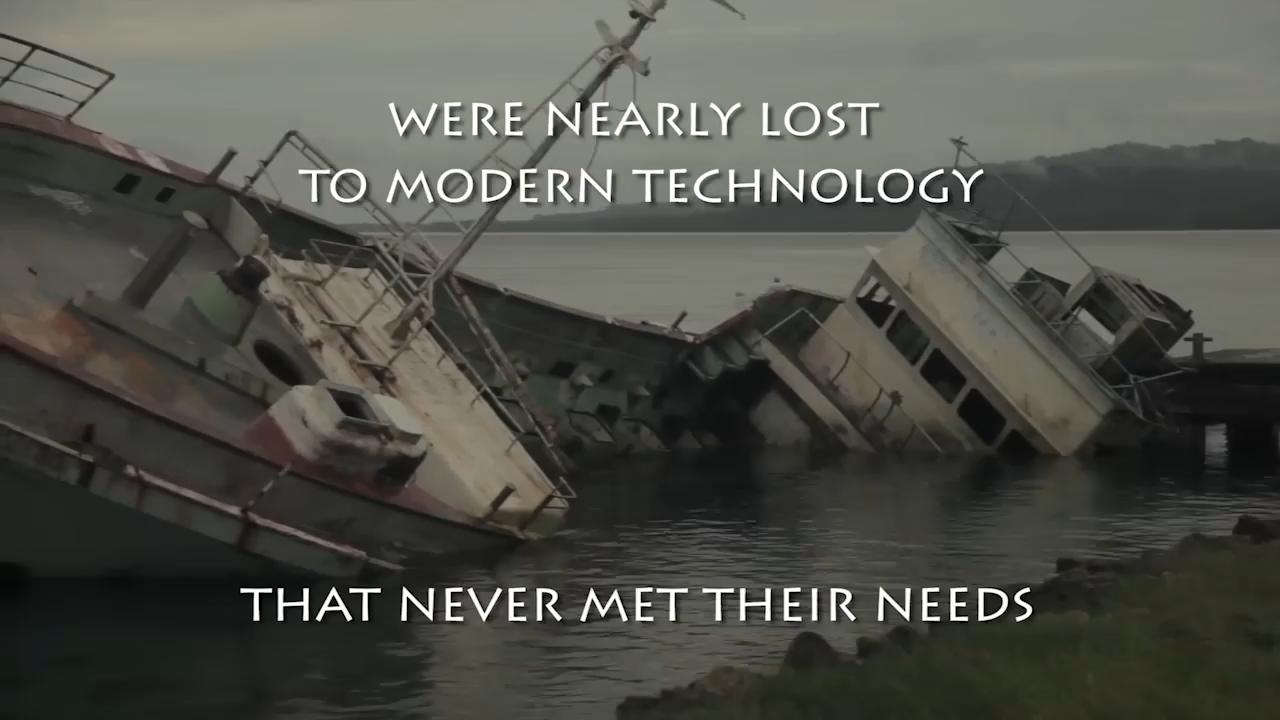 WERE NEARLY LOST
TO MODERN TECHNOLOGY
THAT NEVER MET THEIR NEEDS